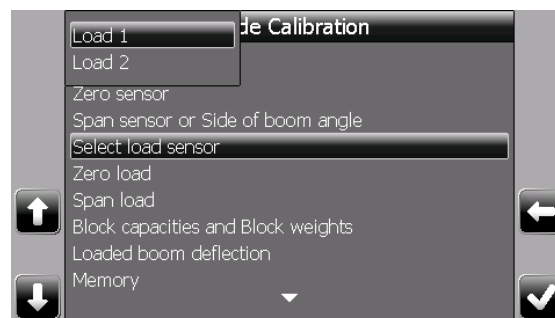 Load 1
de Calibration
Load 2
Zero sensor
Span sensor or Side of boom angle
Select load sensor
Zero load
Span load
Block capacities and Block weights
Loaded boom deflection
Memory